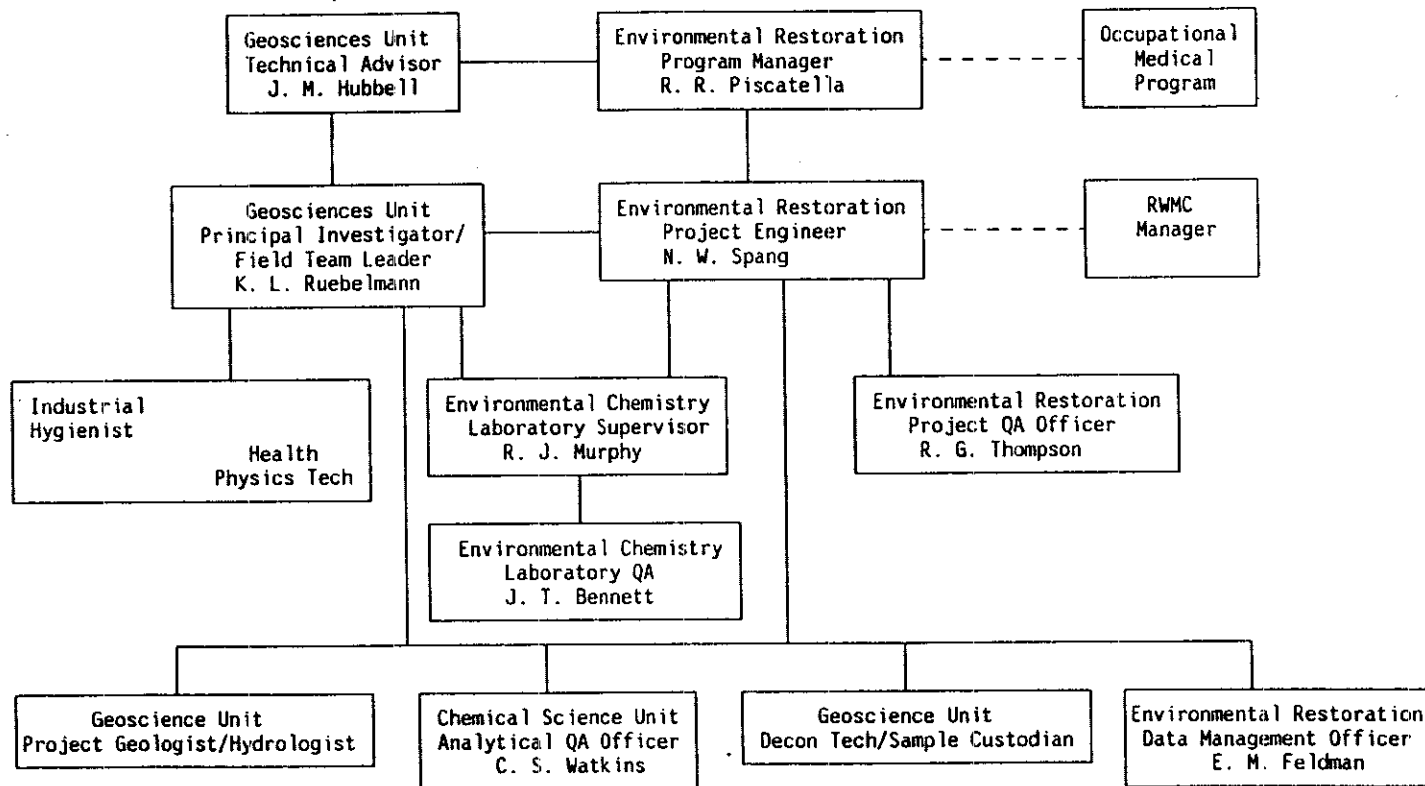 Geosciences Unit
Technical Advisor
J. M. Hubbell
Environmental Restoration
Program Manager
R. R. Piscatella
Occupational
Medical
Program
Geosciences Unit
Principal Investigator/
Field Team Leader
K. L. Ruebelmann
Environmental Restoration
Project Engineer
N. W. Spang
RWMC
Manager
Industrial
Hygienist
Health
Physics Tech
Environmental Chemistry
Laboratory Supervisor
R. J. Murphy
Environmental Restoration
Project QA Officer
R. G. Thompson
Environmental Chemistry
Laboratory QA
J. T. Bennett
Geoscience Unit
Project Geologist/Hydrologist
Chemical Science Unit
Analytical QA Officer
C. S. Watkins
Geoscience Unit
Decon Tech/Sample Custodian
Environmental Restoration
Data Management Officer
E. M. Feldman